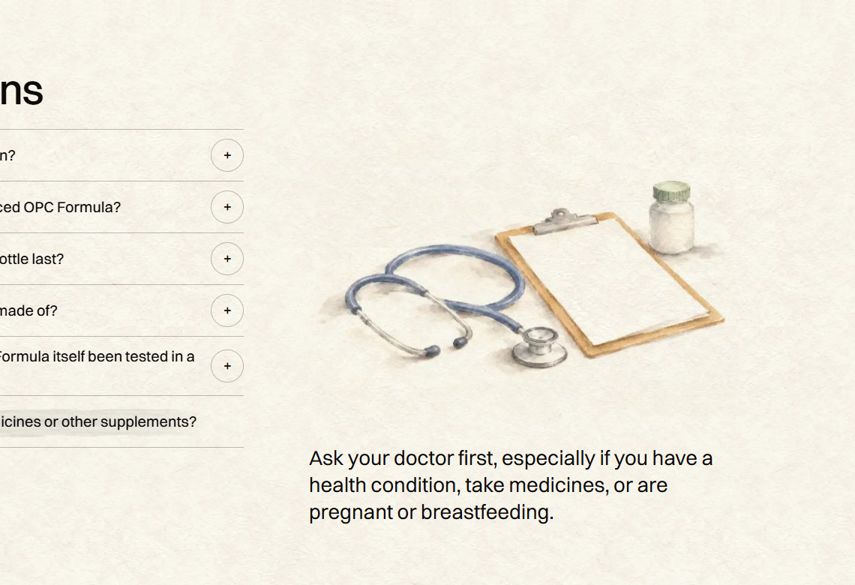 ns
n?
ced OPC Formula?
ottle last?
made of?
Formula itself been tested in a
icines or other supplements?
Ask your doctor first, especially if you have a
health condition, take medicines, or are
pregnant or breastfeeding.